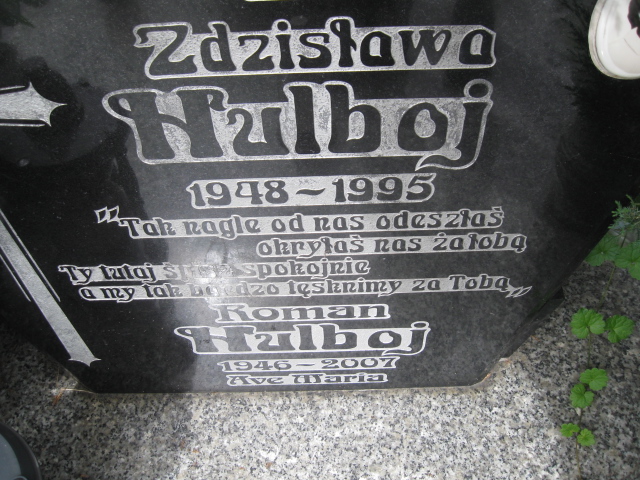 Zdzisława
Hulboj
1948 ~ 1995
"Tak nagle od nas odeszłaś
okryłaś nas żałobą
Ty tutaj śpisz spokojnie
a my tak bardzo tęsknimy za Tobą„
Roman
Hulboj
1946 ~ 2007
Ave Maria